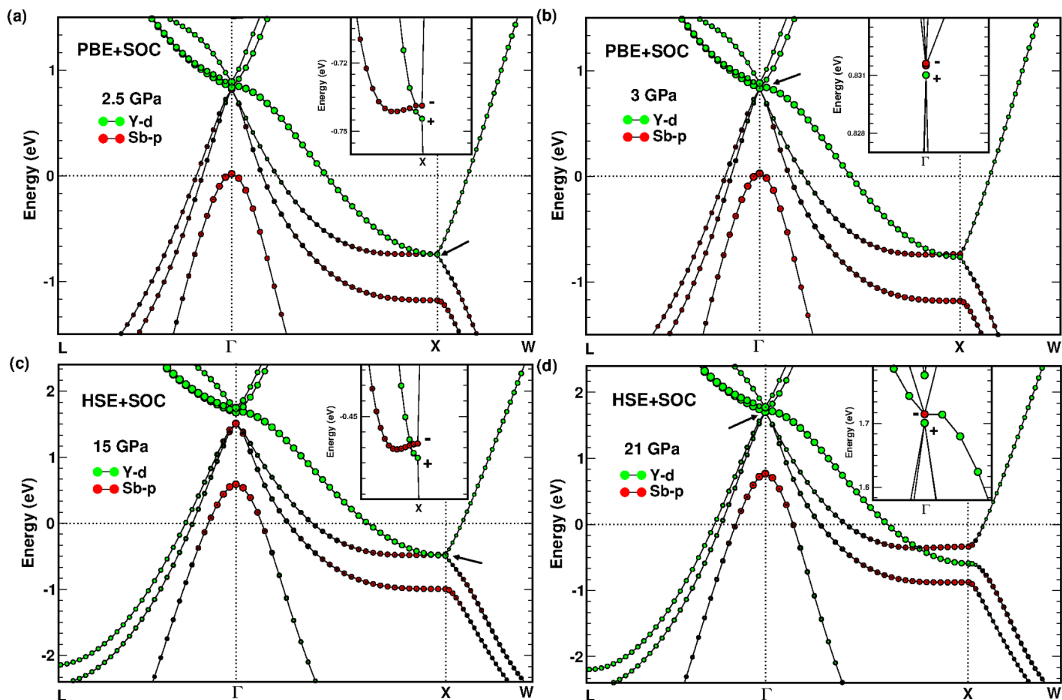 (a)
PBE+SOC
2.5 GPa
Y-d
Sb-p
Energy (eV)
1
0
-1
L
Γ
X
W
Energy (eV)
-0.72
-0.75
X
-
+
(b)
PBE+SOC
3 GPa
Y-d
Sb-p
Energy (eV)
1
0
-1
L
Γ
X
W
Energy (eV)
0.831
0.828
Γ
-
+
(c)
HSE+SOC
15 GPa
Y-d
Sb-p
Energy (eV)
2
1
0
-1
-2
L
Γ
X
W
Energy (eV)
-0.45
X
-
+
(d)
HSE+SOC
21 GPa
Y-d
Sb-p
Energy (eV)
2
1
0
-1
-2
L
Γ
X
W
Energy (eV)
1.7
1.6
Γ
-
+